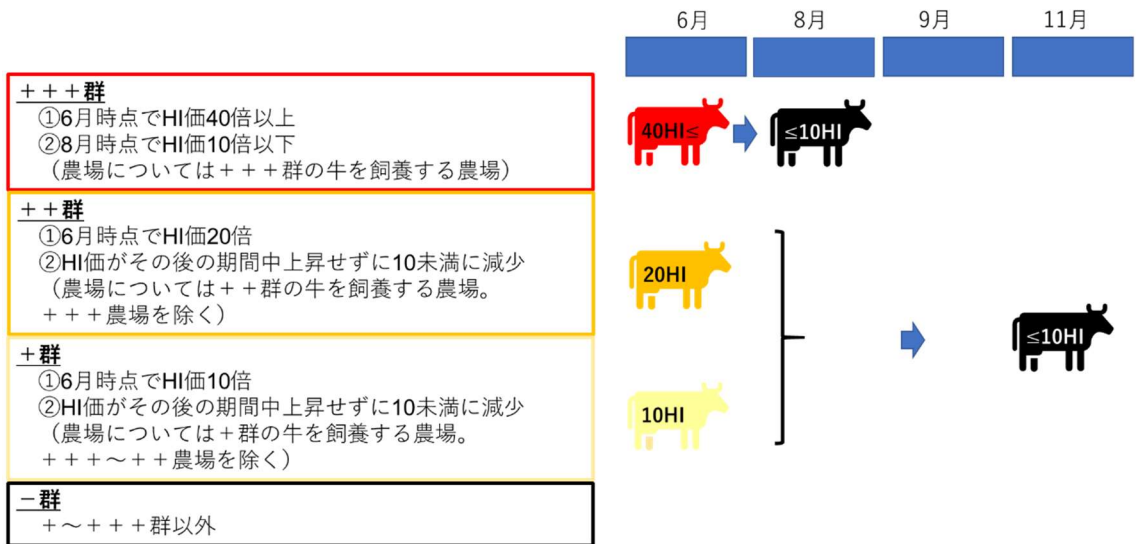 6月 8月 9月 11月
+++群
①6月時点でHI価40倍以上
②8月時点でHI価10倍以下
（農場については+++群の牛を飼養する農場）
40HI≤ ≤10HI
++群
①6月時点でHI価20倍
②HI価がその後の期間中上昇せずに10未満に減少
（農場については++群の牛を飼養する農場。
+++農場を除く）
20HI
+群
①6月時点でHI価10倍
②HI価がその後の期間中上昇せずに10未満に減少
（農場については+群の牛を飼養する農場。
+++～++農場を除く）
10HI
≤10HI
−群
+～+++群以外